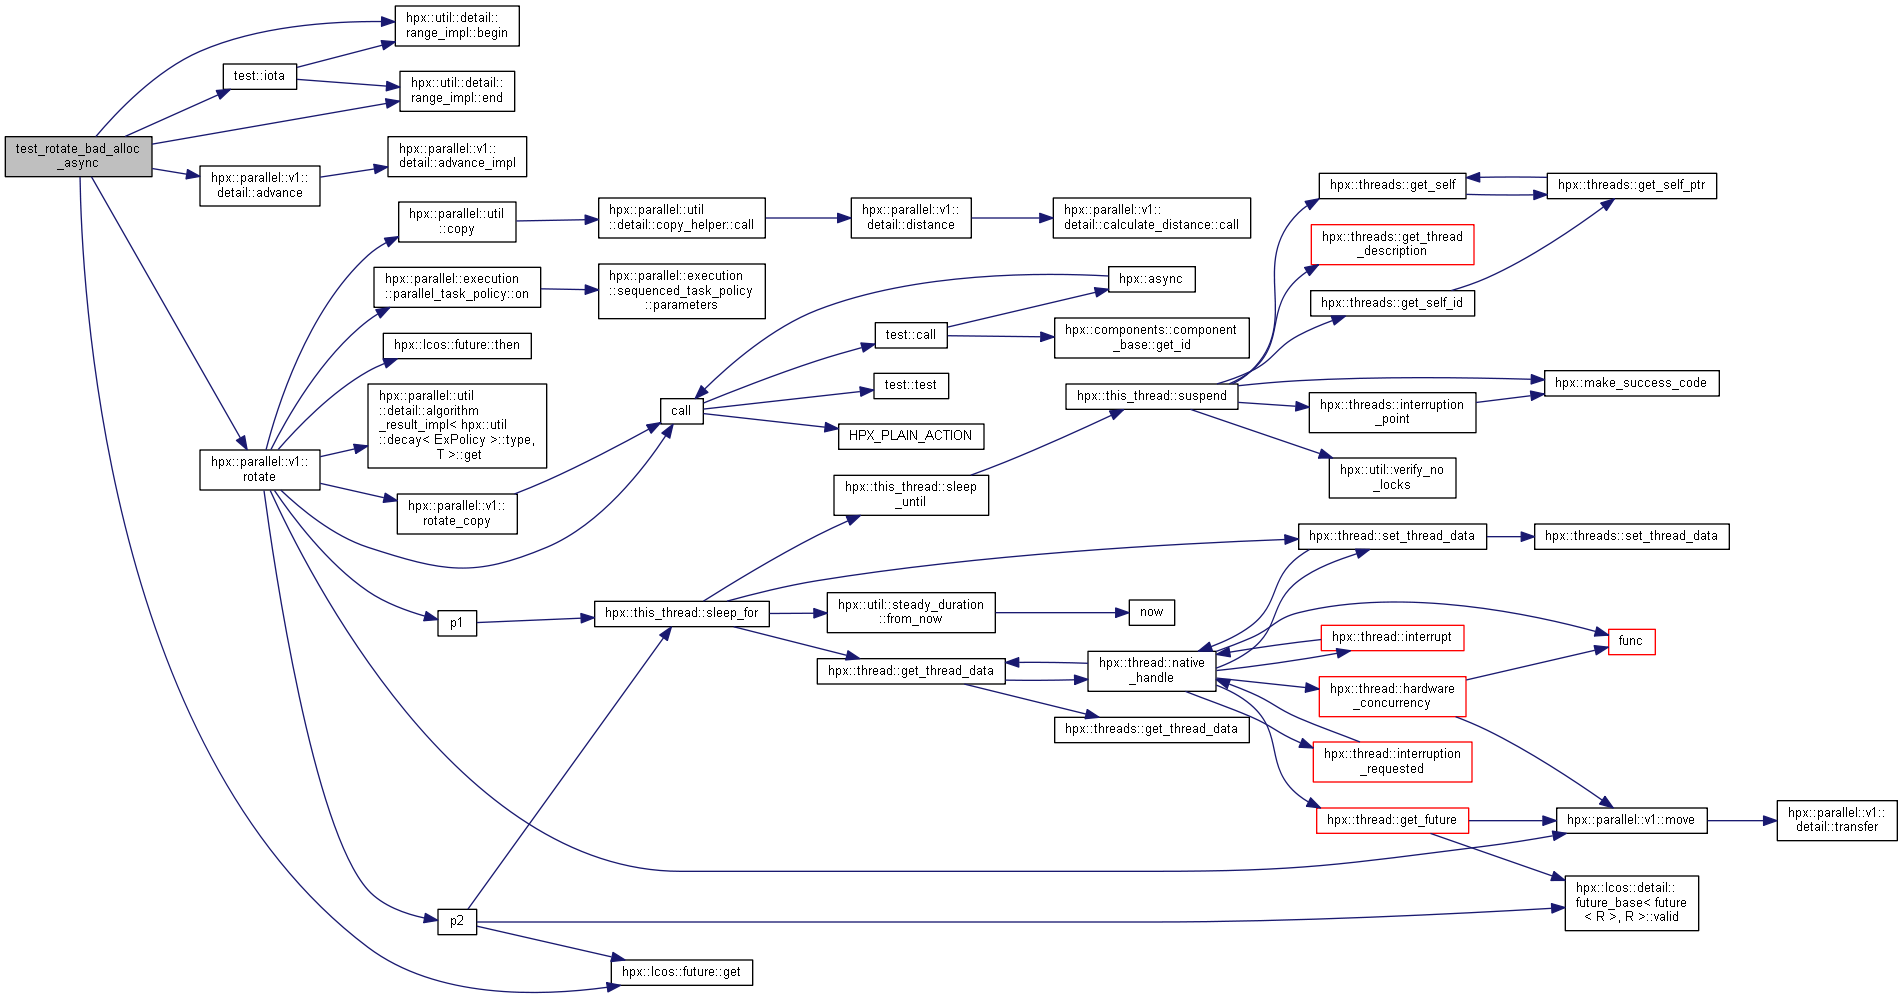 test_rotate_bad_alloc
_async
hpx::util::detail::
range_impl::begin
test::iota
hpx::util::detail::
range_impl::end
hpx::parallel::v1::
detail::advance
hpx::parallel::v1::
detail::advance_impl
hpx::parallel::v1::
rotate
hpx::parallel::util
::copy
hpx::parallel::util
::detail::copy_helper::call
hpx::parallel::v1::
detail::distance
hpx::parallel::v1::
detail::calculate_distance::call
hpx::parallel::execution
::parallel_task_policy::on
hpx::parallel::execution
::sequenced_task_policy
::parameters
hpx::lcos::future::then
hpx::parallel::util
::detail::algorithm
_result_impl< hpx::util
::decay< ExPolicy >::type,
T >::get
hpx::parallel::v1::
rotate_copy
call
test::call
hpx::async
hpx::components::component
_base::get_id
test::test
HPX_PLAIN_ACTION
p1
p2
hpx::this_thread::sleep_for
hpx::this_thread::sleep
_until
hpx::this_thread::suspend
hpx::threads::get_self
hpx::threads::get_self_ptr
hpx::threads::get_thread
_description
hpx::threads::get_self_id
hpx::make_success_code
hpx::threads::interruption
_point
hpx::util::verify_no
_locks
hpx::thread::set_thread_data
hpx::threads::set_thread_data
hpx::util::steady_duration
::from_now
now
hpx::thread::get_thread_data
hpx::thread::native
_handle
hpx::threads::get_thread_data
hpx::thread::interrupt
func
hpx::thread::hardware
_concurrency
hpx::thread::interruption
_requested
hpx::thread::get_future
hpx::parallel::v1::move
hpx::parallel::v1::
detail::transfer
hpx::lcos::detail::
future_base< future
< R >, R >::valid
hpx::lcos::future::get